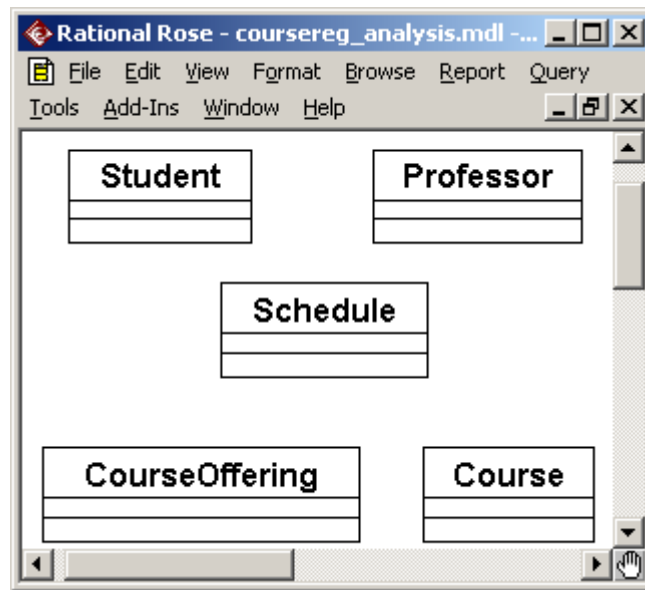 Rational Rose - coursereg_analysis.mdl -...
File Edit View Format Browse Report Query
Tools Add-Ins Window Help
Student Professor
Schedule
CourseOffering Course